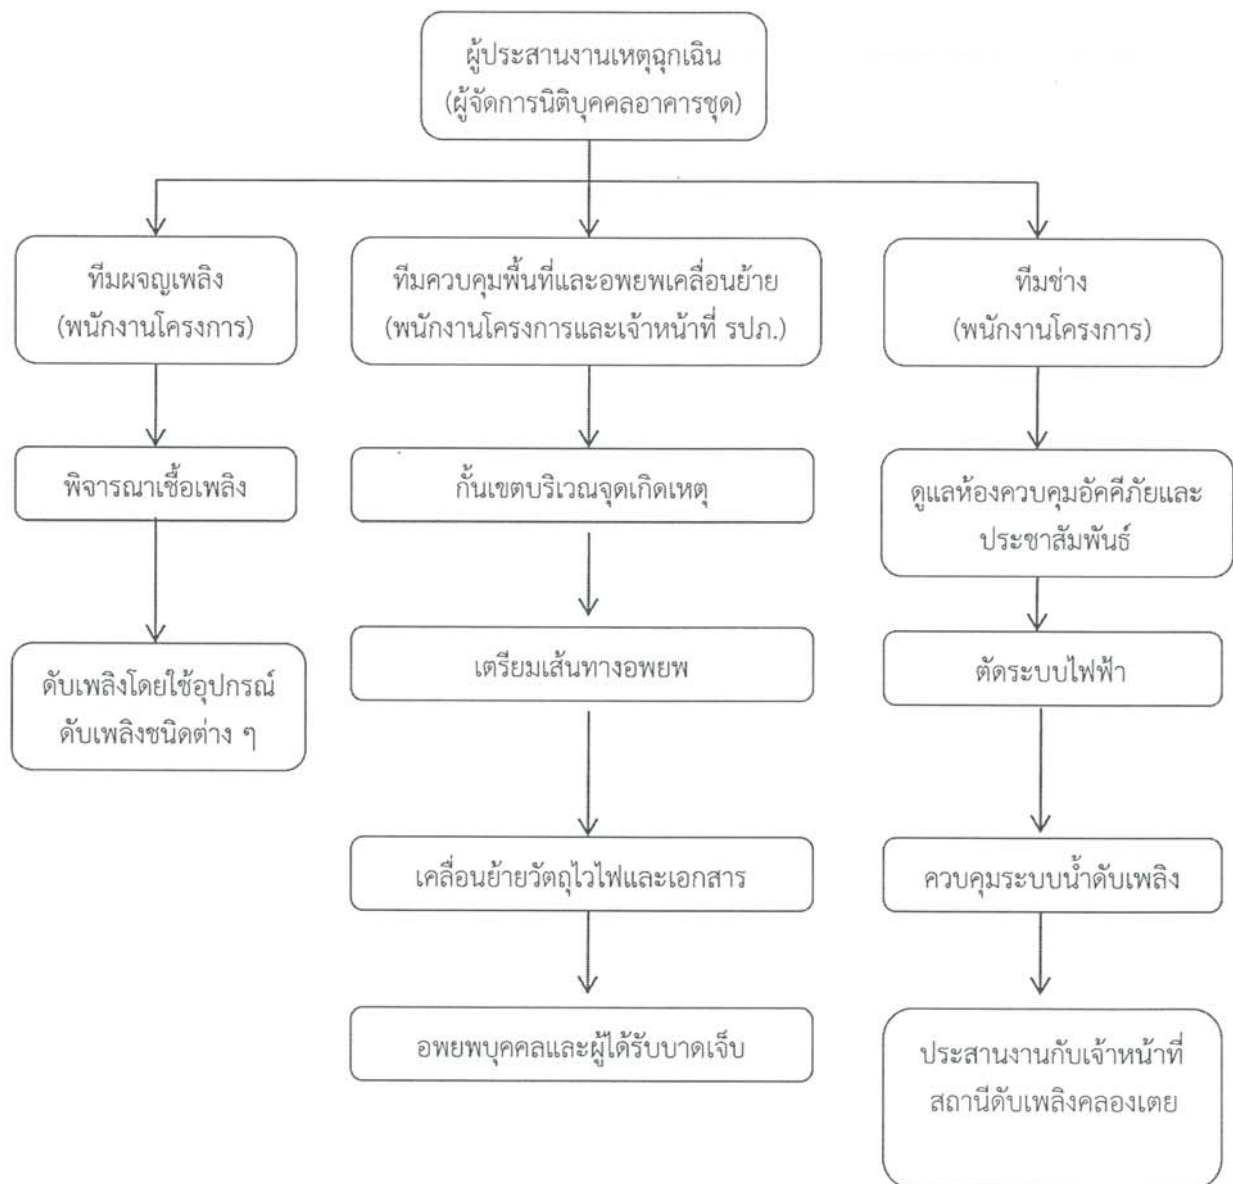 ผู้ประสานงานเหตุฉุกเฉิน
(ผู้จัดการนิติบุคคลอาคารชุด)
ทีมผจญเพลิง
(พนักงานโครงการ)
ทีมควบคุมพื้นที่และอพยพเคลื่อนย้าย
(พนักงานโครงการและเจ้าหน้าที่ รปภ.)
ทีมช่าง
(พนักงานโครงการ)
พิจารณาเชื้อเพลิง
กั้นเขตบริเวณจุดเกิดเหตุ
ดูแลห้องควบคุมอัคคีภัยและ
ประชาสัมพันธ์
ดับเพลิงโดยใช้อุปกรณ์
ดับเพลิงชนิดต่าง ๆ
เตรียมเส้นทางอพยพ
ตัดระบบไฟฟ้า
เคลื่อนย้ายวัตถุไวไฟและเอกสาร
ควบคุมระบบน้ำดับเพลิง
อพยพบุคคลและผู้ได้รับบาดเจ็บ
ประสานงานกับเจ้าหน้าที่
สถานีดับเพลิงคลองเตย